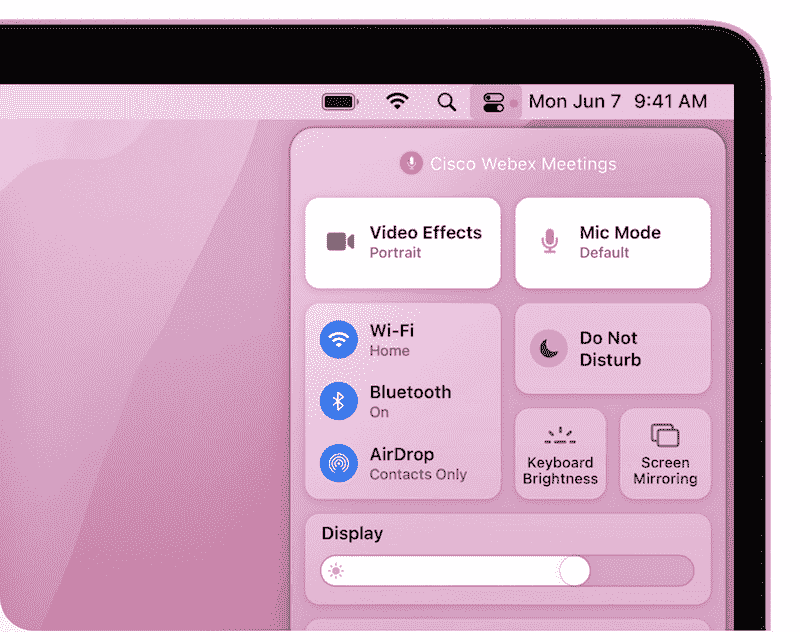 Mon Jun 7 9:41 AM
Cisco Webex Meetings
Video Effects
Portrait
Mic Mode
Default
Wi-Fi
Home
Bluetooth
On
AirDrop
Contacts Only
Do Not
Disturb
Keyboard
Brightness
Screen
Mirroring
Display